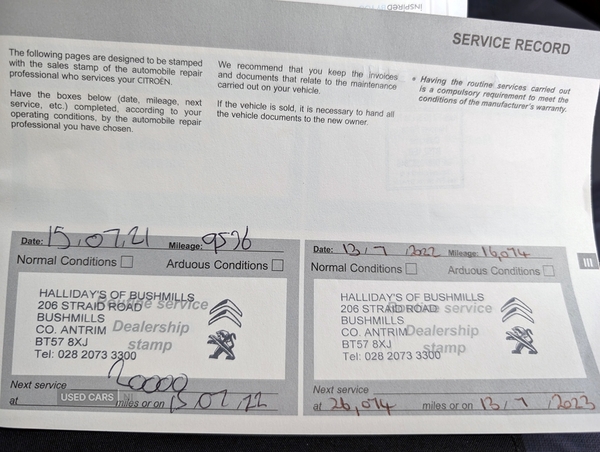 INSPIRED
SERVICE RECORD
The following pages are designed to be stamped
with the sales stamp of the automobile repair
professional who services your CITROËN.
Have the boxes below (date, mileage, next
service, etc.) completed, according to your
operating conditions, by the automobile repair
professional you have chosen.
We recommend that you keep the invoices
and documents that relate to the maintenance
carried out on your vehicle.
If the vehicle is sold, it is necessary to hand all
the vehicle documents to the new owner.
* Having the routine services carried out
is a compulsory requirement to meet the
conditions of the manufacturer's warranty.
Date: 15,07,21 Mileage: 9596
Normal Conditions Arduous Conditions
HALLIDAY'S OF BUSHMILLS
206 STRAID ROAD
BUSHMILLS
CO. ANTRIM
BT57 8XJ
Tel: 028 2073 3300
service
Dealership
stamp
Next service 20000
at miles or on 15 07 22
USED CARS NI
Date: 13/7/2022 Mileage: 16,074
Normal Conditions Arduous Conditions
HALLIDAY'S OF BUSHMILLS
206 STRAID ROAD
BUSHMILLS
CO. ANTRIM
BT57 8XJ
Tel: 028 2073 3300
service
Dealership
stamp
Next service
at 26,074 miles or on 13/7/2023
III